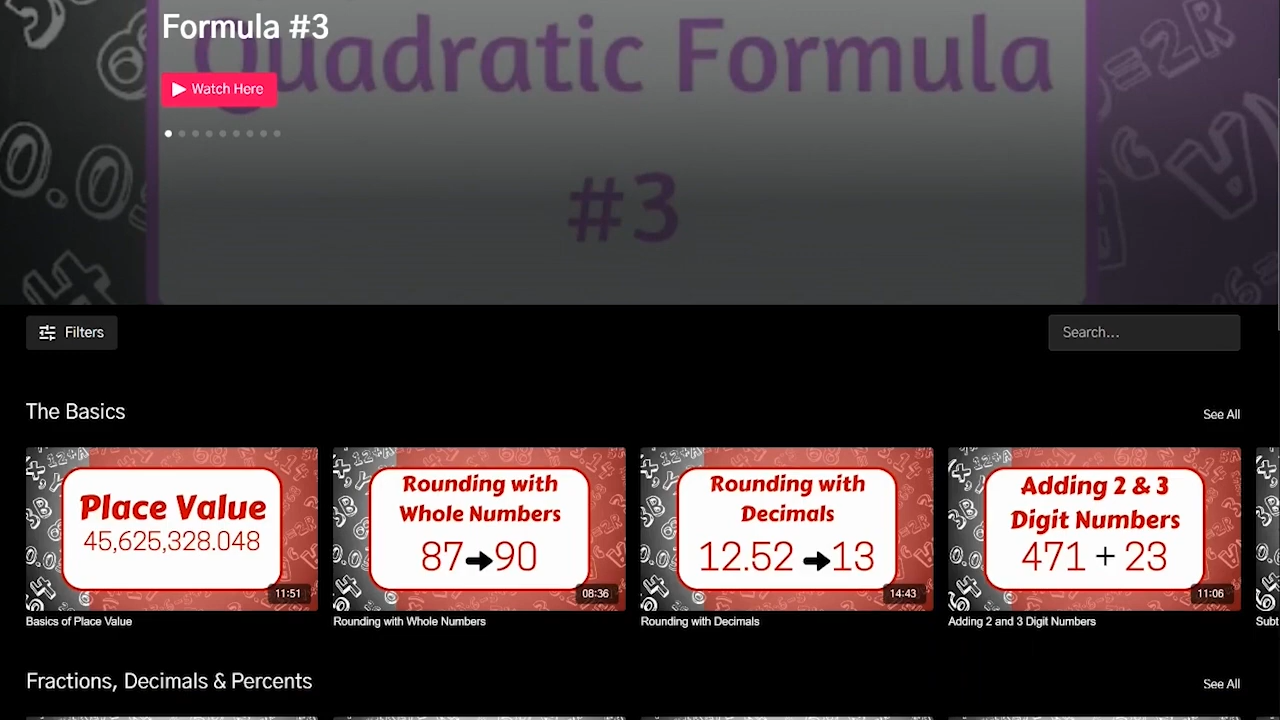 Formula #3
Quadratic Formula
Watch Here
#3
Filters
Search...
The Basics
See All
Place Value
45,625,328.048
11:51
Basics of Place Value
Rounding with
Whole Numbers
87➔90
08:36
Rounding with Whole Numbers
Rounding with
Decimals
12.52 ➔13
14:43
Rounding with Decimals
Adding 2 & 3
Digit Numbers
471 + 23
11:06
Adding 2 and 3 Digit Numbers
Subt
Fractions, Decimals & Percents
See All